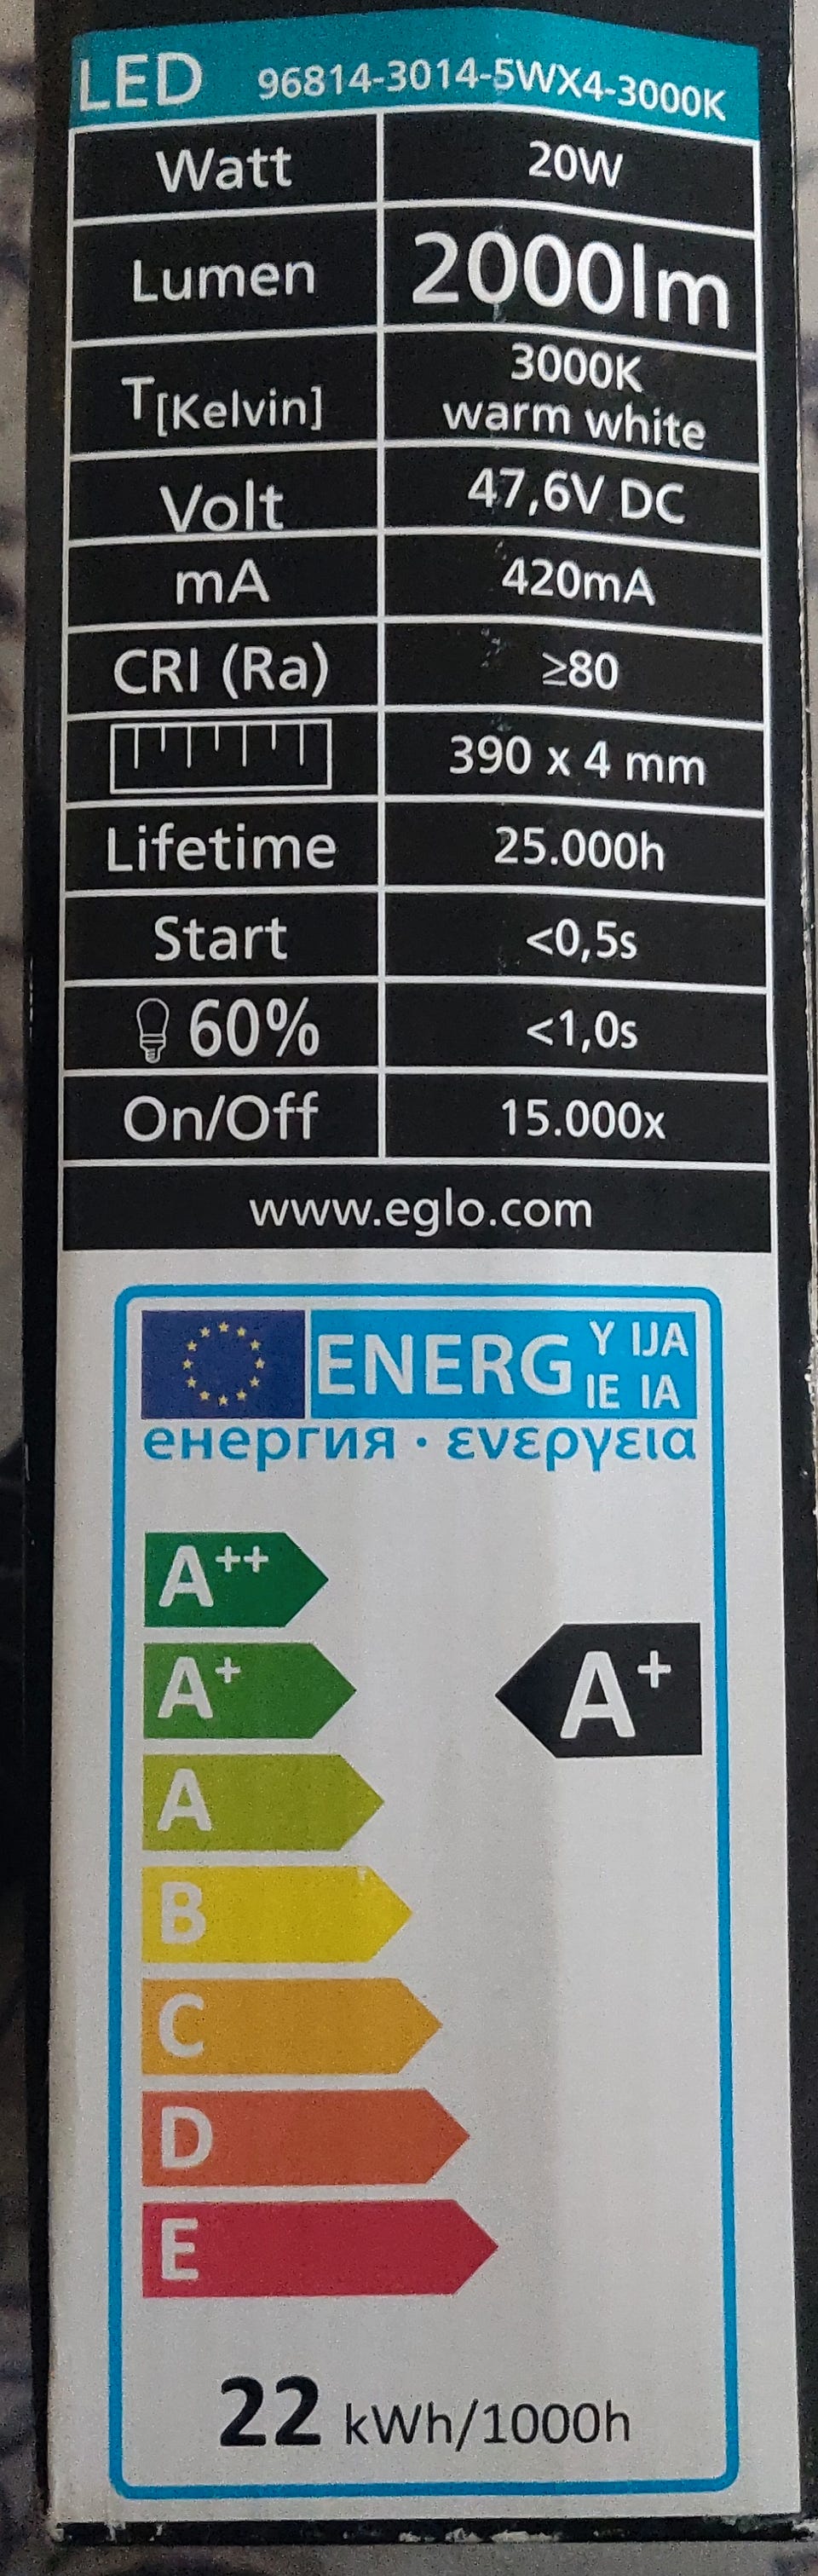 LED 96814-3014-5WX4-3000K
Watt 20W
Lumen 2000lm
T[Kelvin] 3000K
warm white
Volt 47,6V DC
mA 420mA
CRI (Ra) ≥80
390 x 4 mm
Lifetime 25.000h
Start <0,5s
60% <1,0s
On/Off 15.000x
www.eglo.com
ENERG Y IJA
IE IA
енергия · ενεργεια
A++
A+ A+
A
B
C
D
E
22 kWh/1000h